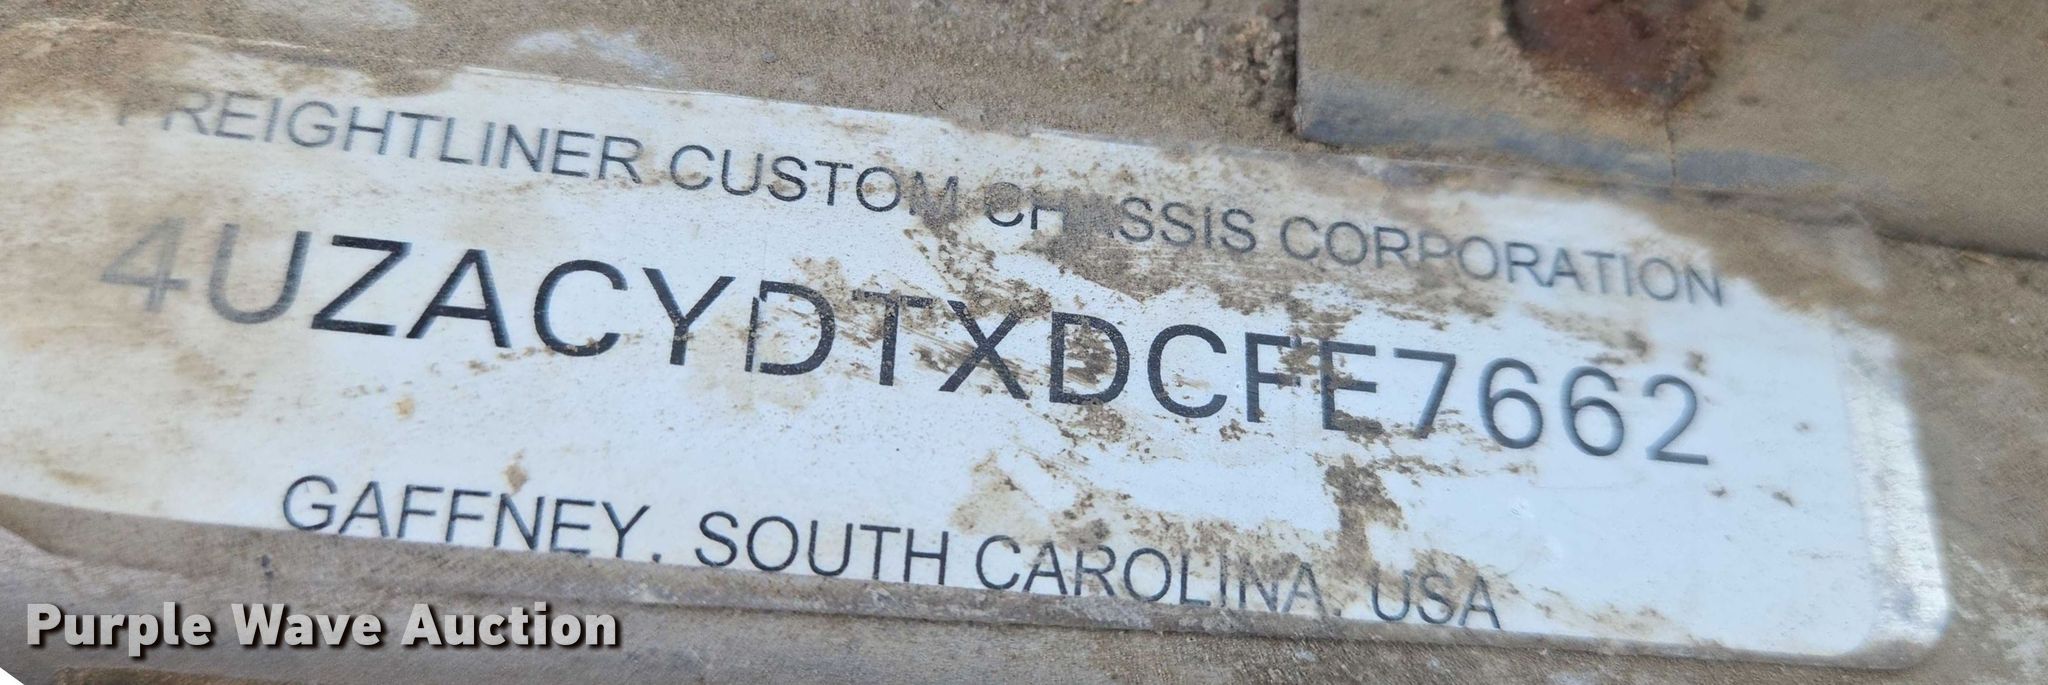 FREIGHTLINER CUSTOM CHASSIS CORPORATION
4UZACYDTXDCFE7662
GAFFNEY, SOUTH CAROLINA, USA
Purple Wave Auction